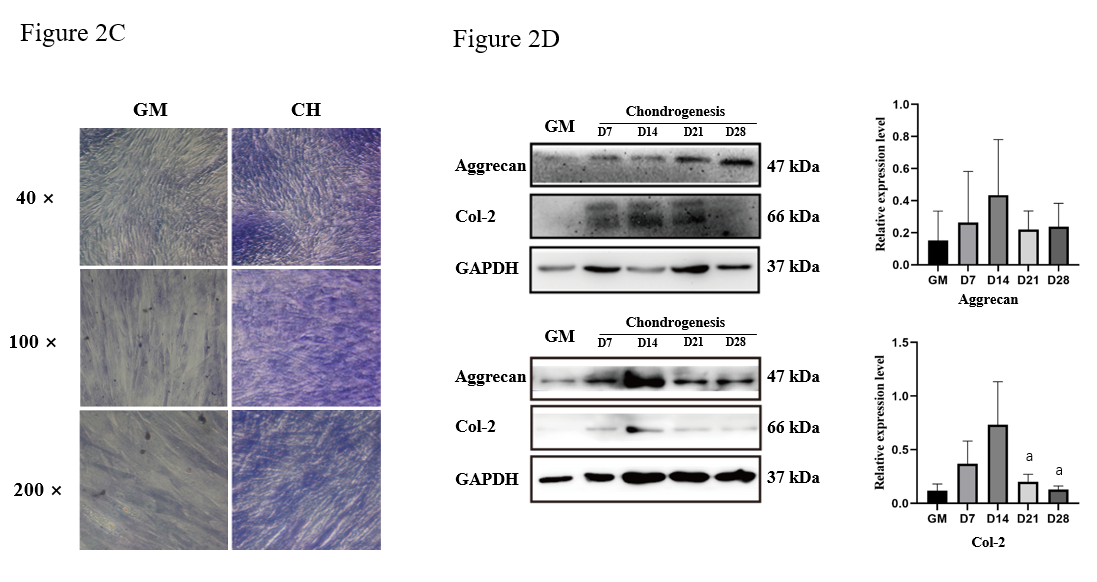 Figure 2C
GM CH
40 ×
100 ×
200 ×
Figure 2D
Chondrogenesis
GM D7 D14 D21 D28
Aggrecan 47 kDa
Col-2 66 kDa
GAPDH 37 kDa
Chondrogenesis
GM D7 D14 D21 D28
Aggrecan 47 kDa
Col-2 66 kDa
GAPDH 37 kDa
Relative expression level
1.0
0.8
0.6
0.4
0.2
0.0
GM D7 D14 D21 D28
Aggrecan
Relative expression level
1.5
1.0
0.5
0.0
a a
GM D7 D14 D21 D28
Col-2